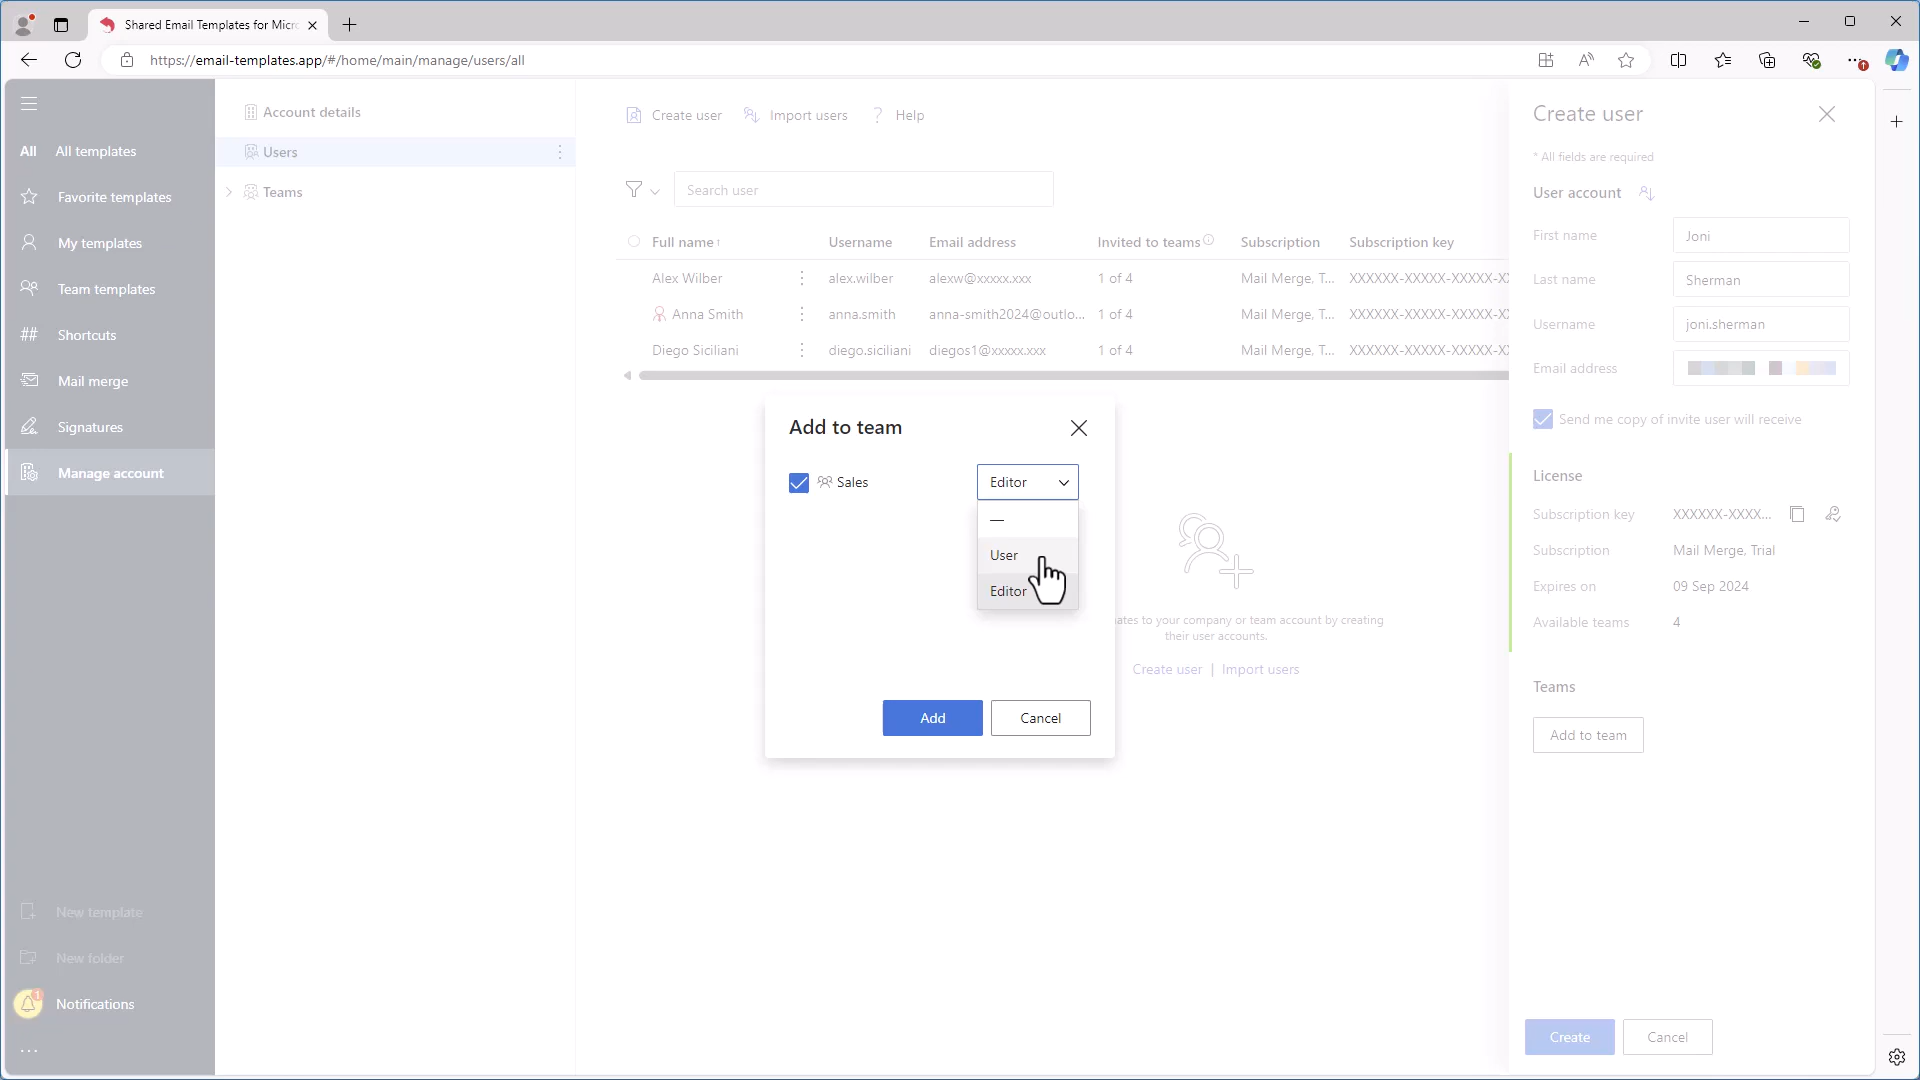 Shared Email Templates for Micro
https://email-templates.app/#/home/main/manage/users/all
All All templates
Favorite templates
My templates
Team templates
## Shortcuts
Mail merge
Signatures
Manage account
New template
New folder
1
Notifications
...
Account details
Users
Teams
Create user
Import users
? Help
Search user
Full name↑ Username Email address Invited to teams Subscription Subscription key
Alex Wilber alex.wilber alexw@xxxxx.xxx 1 of 4 Mail Merge, T... XXXXXX-XXXXX-XXXXX-XX
Anna Smith anna.smith anna-smith2024@outlo... 1 of 4 Mail Merge, T... XXXXXX-XXXXX-XXXXX-XX
Diego Siciliani diego.siciliani diegos1@xxxxx.xxx 1 of 4 Mail Merge, T... XXXXXX-XXXXX-XXXXX-XX
Add to team
Sales
Editor
—
User
Editor
Add
Cancel
ates to your company or team account by creating
their user accounts.
Create user | Import users
Create user
* All fields are required
User account
First name Joni
Last name Sherman
Username joni.sherman
Email address
Send me copy of invite user will receive
License
Subscription key XXXXXX-XXXX...
Subscription Mail Merge, Trial
Expires on 09 Sep 2024
Available teams 4
Teams
Add to team
Create
Cancel